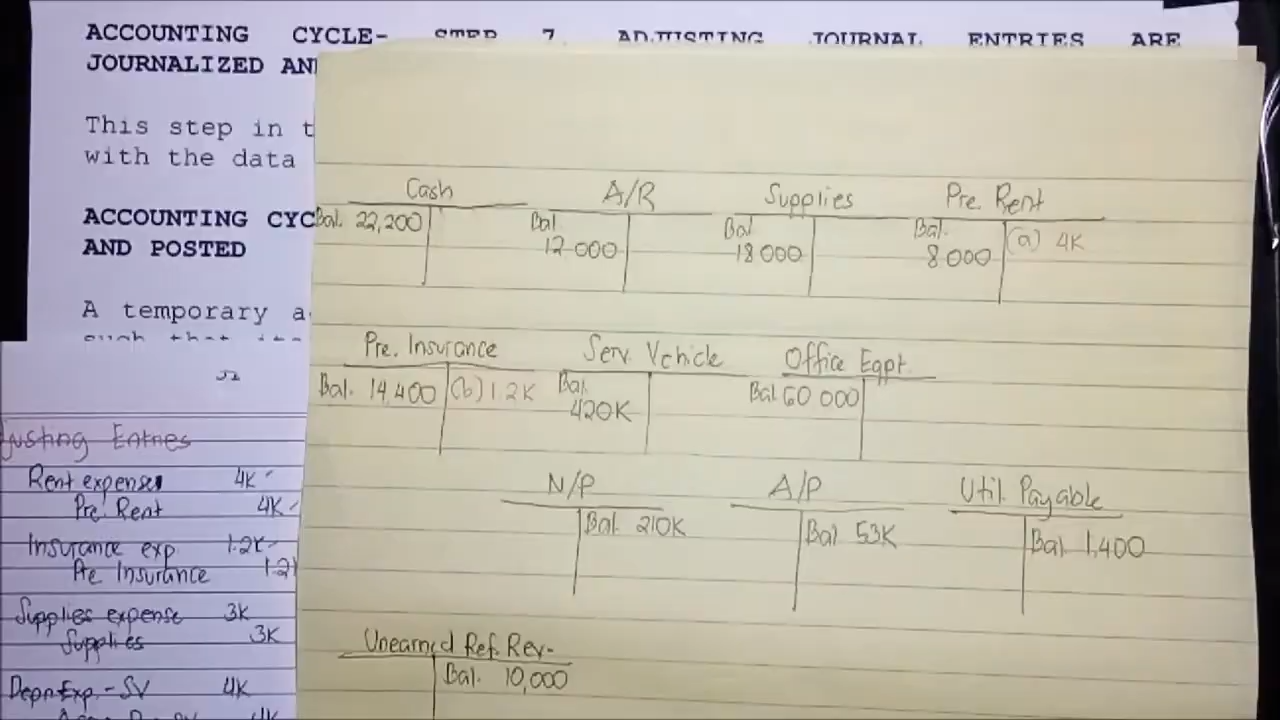 ACCOUNTING CYCLE- STEP 7 ADJUSTING JOURNAL ENTRIES ARE
JOURNALIZED AN
This step in t
with the data
ACCOUNTING CYC
AND POSTED
A temporary a
Cash A/R Supplies Pre. Rent
Bal. 22,200 Bal 12 000 Bal 18 000 Bal. 8 000 (a) 4K
Pre. Insurance Serv. Vehicle Office Eqpt.
Bal. 14,400 (b) 1.2K Bal. 420K Bal 60 000
N/P A/P Util. Payable
Bal. 210K Bal 53K Bal 1,400
Unearned Ref. Rev.
Bal. 10,000
justing Entries
Rent expense 4K
Pre. Rent 4K
Insurance exp. 1.2K
Pre Insurance 1.2
Supplies expense 3K
Supplies 3K
Depn Exp. - SV 4K